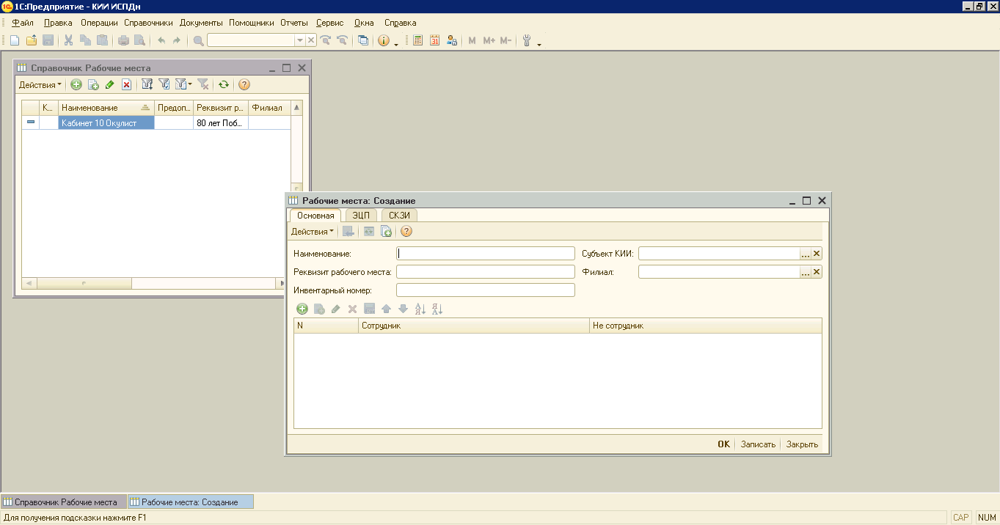 1С:Предприятие - КИИ ИСПДн
Файл Правка Операции Справочники Документы Помощники Отчеты Сервис Окна Справка
M M+ M-
Справочник Рабочие места
Действия
К... Наименование Предоп... Реквизит р... Филиал
Кабинет 10 Окулист 80 лет Поб...
Рабочие места: Создание
Основная ЭЦП СКЗИ
Действия
Наименование: Субъект КИИ:
Реквизит рабочего места: Филиал:
Инвентарный номер:
N Сотрудник Не сотрудник
OK Записать Закрыть
Справочник Рабочие места Рабочие места: Создание
Для получения подсказки нажмите F1 CAP NUM